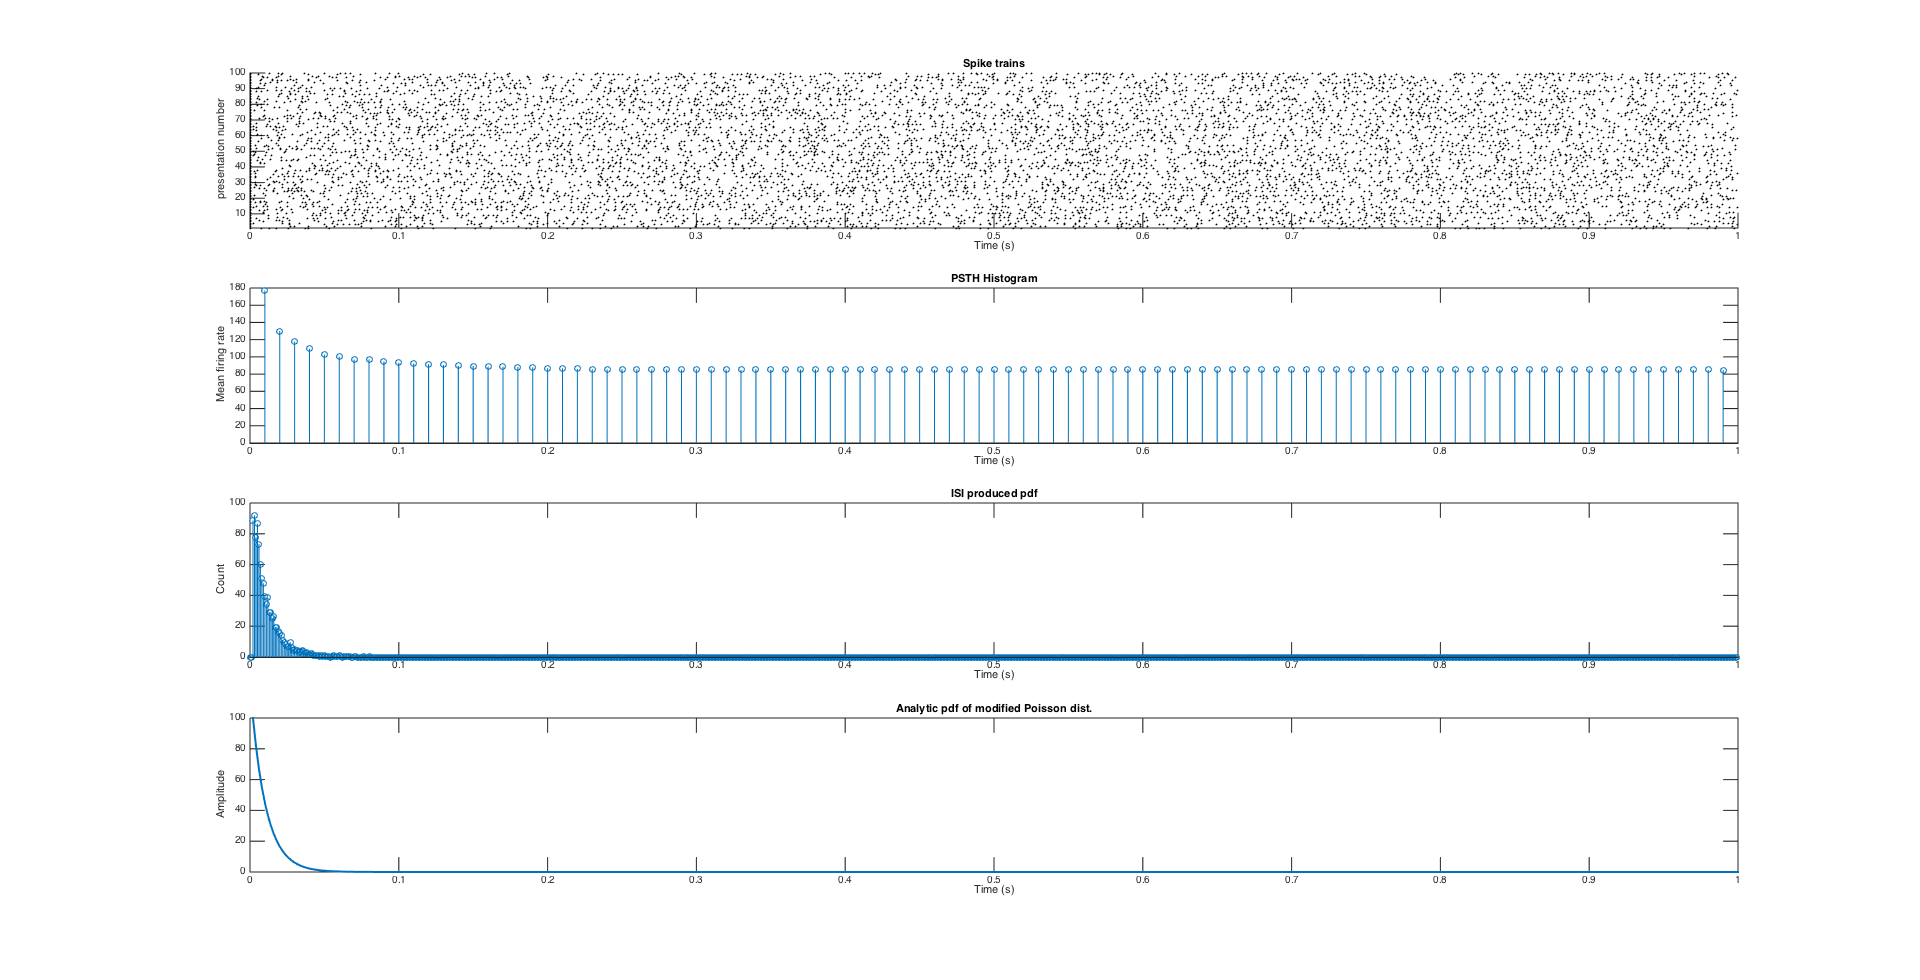 Spike trains
presentation number
100
90
80
70
60
50
40
30
20
10
0 0.1 0.2 0.3 0.4 0.5 0.6 0.7 0.8 0.9 1
Time (s)
PSTH Histogram
Mean firing rate
180
160
140
120
100
80
60
40
20
0
0 0.1 0.2 0.3 0.4 0.5 0.6 0.7 0.8 0.9 1
Time (s)
ISI produced pdf
Count
100
80
60
40
20
0
0 0.1 0.2 0.3 0.4 0.5 0.6 0.7 0.8 0.9 1
Time (s)
Analytic pdf of modified Poisson dist.
Amplitude
100
80
60
40
20
0
0 0.1 0.2 0.3 0.4 0.5 0.6 0.7 0.8 0.9 1
Time (s)